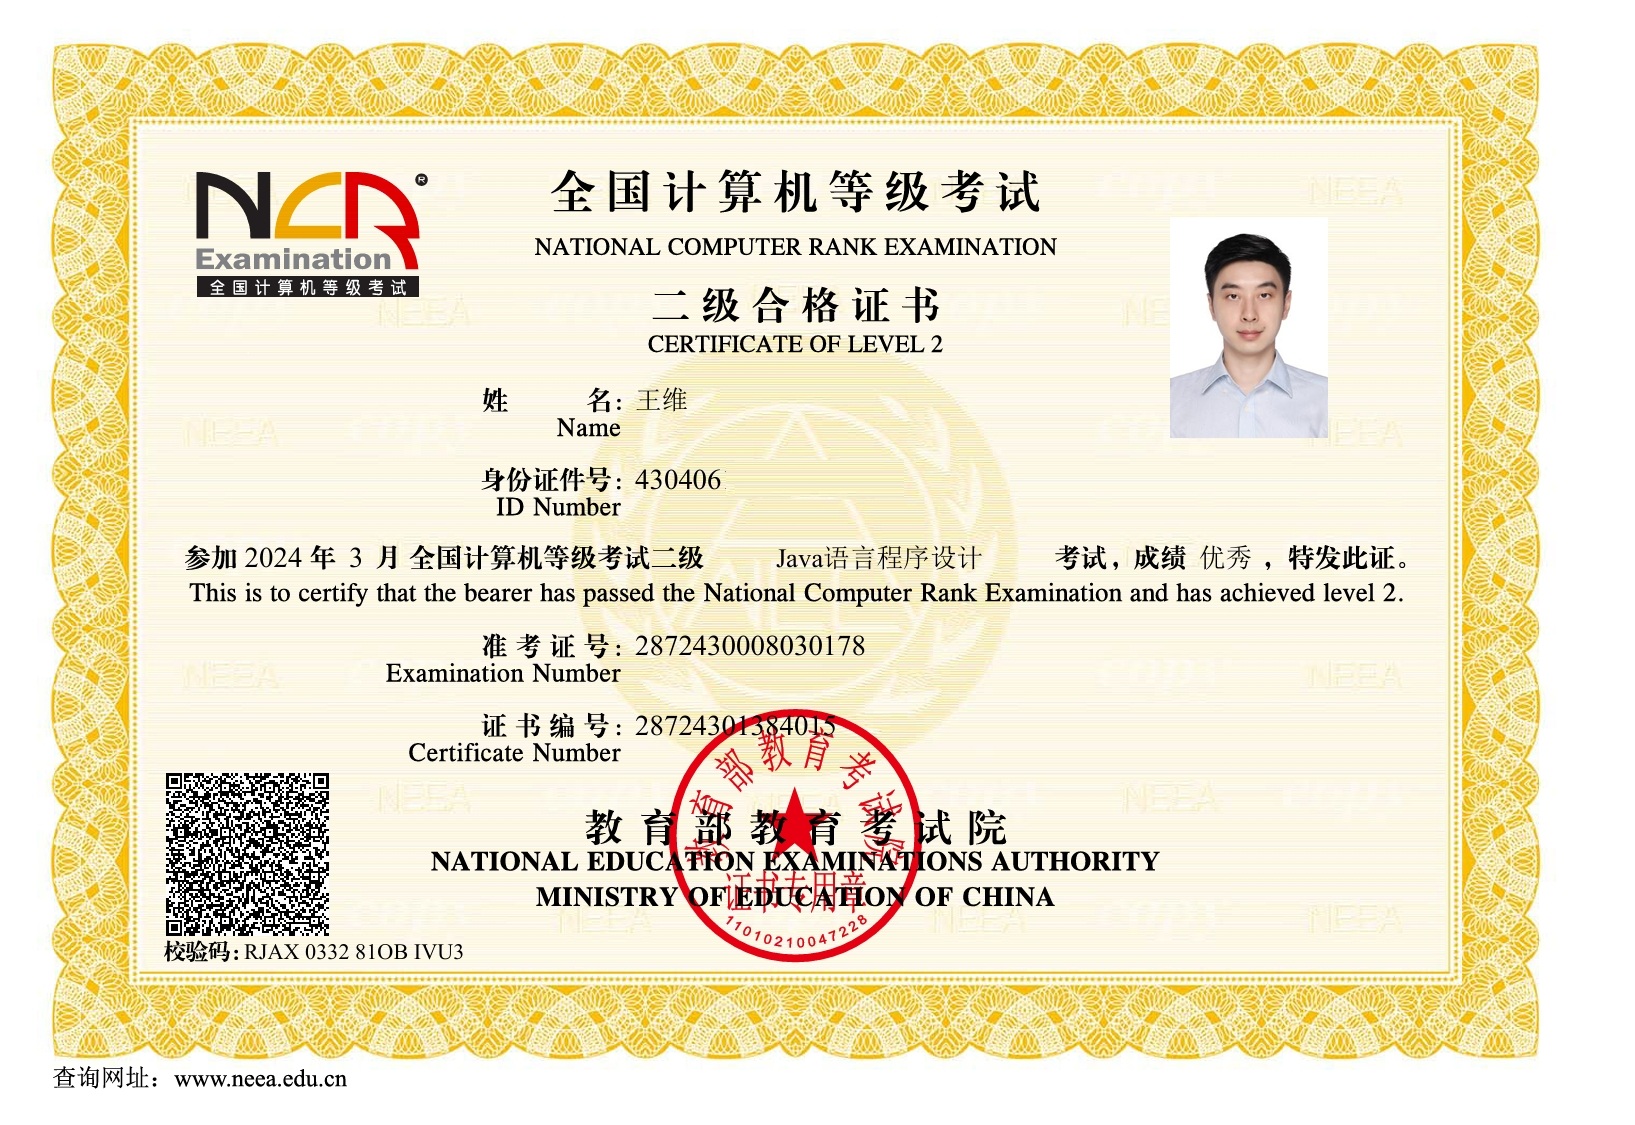 NCR®
Examination
全国计算机等级考试
全国计算机等级考试
NATIONAL COMPUTER RANK EXAMINATION
二级合格证书
CERTIFICATE OF LEVEL 2
姓 名：王维
Name
身份证件号：430406
ID Number
参加 2024 年 3 月 全国计算机等级考试二级 Java语言程序设计 考试，成绩 优秀 ，特发此证。
This is to certify that the bearer has passed the National Computer Rank Examination and has achieved level 2.
准考证号：2872430008030178
Examination Number
证书编号：28724301384015
Certificate Number
教育部教育考试院
NATIONAL EDUCATION EXAMINATIONS AUTHORITY
MINISTRY OF EDUCATION OF CHINA
教育部教育考试院
证书专用章
11010210047228
校验码：RJAX 0332 81OB IVU3
查询网址：www.neea.edu.cn